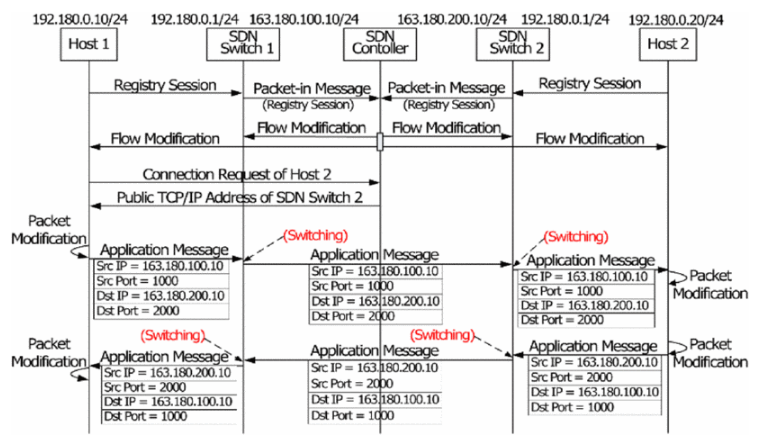 192.180.0.10/24 192.180.0.1/24 163.180.100.10/24 163.180.200.10/24 192.180.0.1/24 192.180.0.20/24
Host 1
SDN
Switch 1
SDN
Contoller
SDN
Switch 2
Host 2
Registry Session
Packet-in Message
(Registry Session)
Packet-in Message
(Registry Session)
Registry Session
Flow Modification
Flow Modification
Flow Modification
Flow Modification
Connection Request of Host 2
Public TCP/IP Address of SDN Switch 2
Packet
Modification
Application Message
Src IP = 163.180.100.10
Src Port = 1000
Dst IP = 163.180.200.10
Dst Port = 2000
(Switching)
Application Message
Src IP = 163.180.100.10
Src Port = 1000
Dst IP = 163.180.200.10
Dst Port = 2000
(Switching)
Application Message
Src IP = 163.180.100.10
Src Port = 1000
Dst IP = 163.180.200.10
Dst Port = 2000
Packet
Modification
Packet
Modification
(Switching)
Application Message
Src IP = 163.180.200.10
Src Port = 2000
Dst IP = 163.180.100.10
Dst Port = 1000
Application Message
Src IP = 163.180.200.10
Src Port = 2000
Dst IP = 163.180.100.10
Dst Port = 1000
(Switching)
Application Message
Src IP = 163.180.200.10
Src Port = 2000
Dst IP = 163.180.100.10
Dst Port = 1000
Packet
Modification